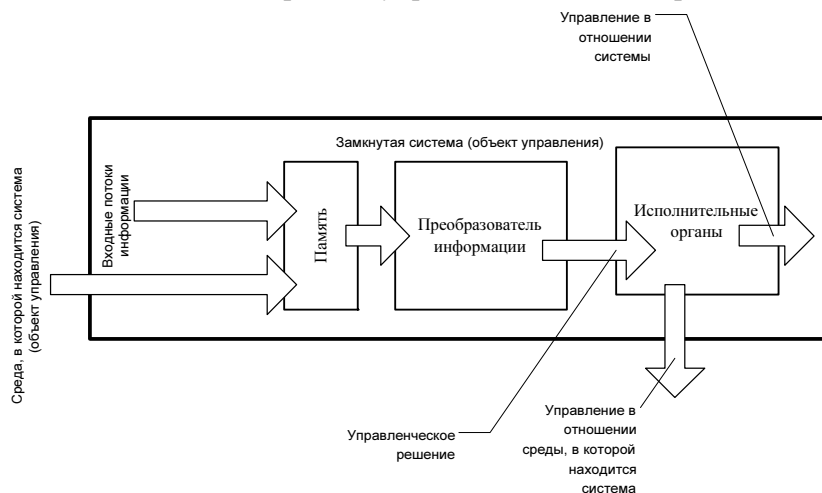 Управление в
отношении
системы
Замкнутая система (объект управления)
Среда, в которой находится система
(объект управления)
Входные потоки
информации
Память
Преобразователь
информации
Исполнительные
органы
Управленческое
решение
Управление в
отношении
среды, в которой
находится
система